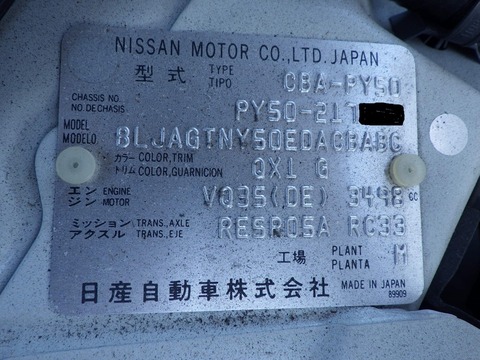 NISSAN MOTOR CO.,LTD. JAPAN
型式 TYPE TIPO CBA-PY50
CHASSIS NO. NO.DECHASIS PY50-217
MODEL MODELO BLJAGTNY50EDACBABC
カラー COLOR,TRIM トリム COLOR,GUARNICION QX1 G
エンジン ENGINE MOTOR VQ35(DE) 3498 cc
ミッション TRANS.,AXLE アクスル TRANS.,EJE RE5R05A RC33
工場 PLANT PLANTA M
日産自動車株式会社 MADE IN JAPAN
89909